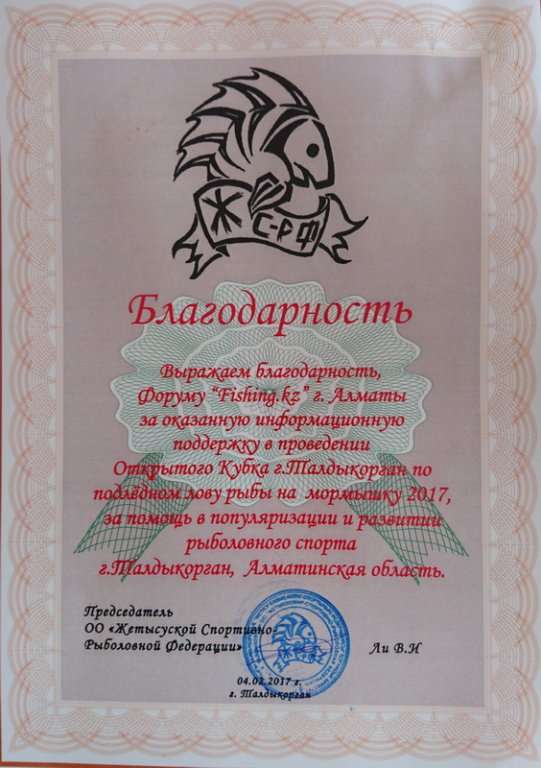 Ж С-РФ
Благодарность
Выражаем благодарность,
Форуму “Fishing.kz” г. Алматы
за оказанную информационную
поддержку в проведении
Открытого Кубка г.Талдыкорган по
подлёдном лову рыбы на мормышку 2017,
за помощь в популяризации и развитии
рыболовного спорта
г.Талдыкорган, Алматинская область.
Председатель
ОО «Жетысуской Спортивно-
Рыболовной Федерации»
Ли В.И
04.02.2017 г.
г. Талдыкорган